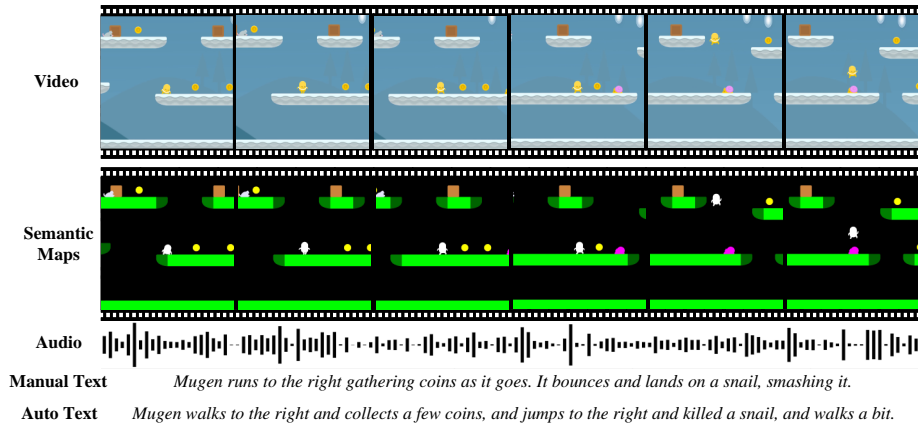 Video
Semantic
Maps
Audio
Manual Text Mugen runs to the right gathering coins as it goes. It bounces and lands on a snail, smashing it.
Auto Text Mugen walks to the right and collects a few coins, and jumps to the right and killed a snail, and walks a bit.